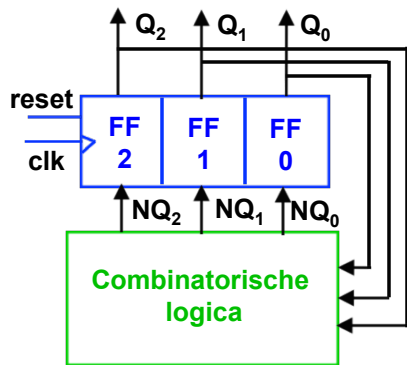 Q₂ Q₁ Q₀
reset
clk
FF 2
FF 1
FF 0
NQ₂ NQ₁ NQ₀
Combinatorische
logica